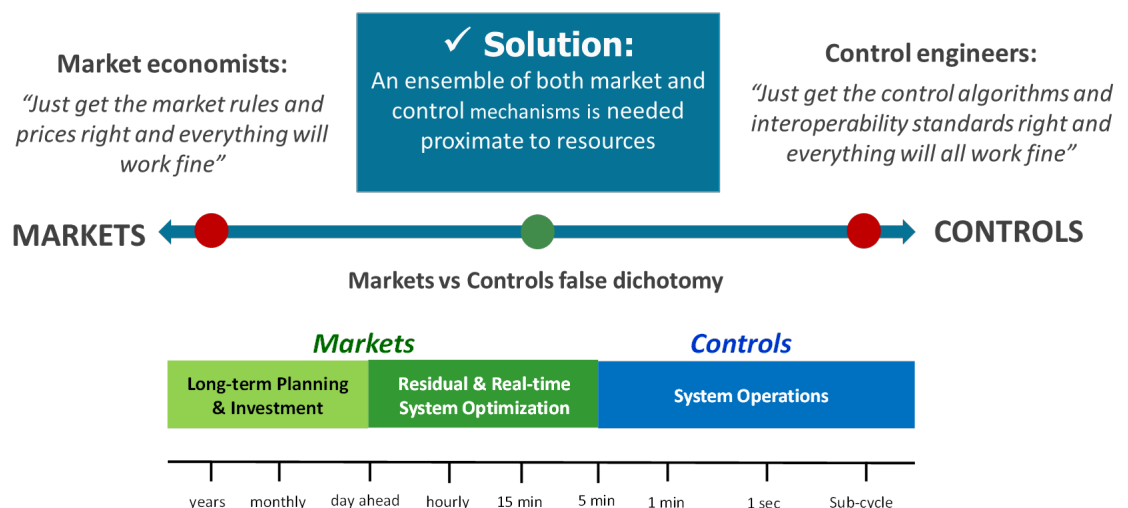 Market economists:
“Just get the market rules and
prices right and everything will
work fine”
✓ Solution:
An ensemble of both market and
control mechanisms is needed
proximate to resources
Control engineers:
“Just get the control algorithms and
interoperability standards right and
everything will all work fine”
MARKETS
CONTROLS
Markets vs Controls false dichotomy
Markets
Controls
Long-term Planning
& Investment
Residual & Real-time
System Optimization
System Operations
years monthly day ahead hourly 15 min 5 min 1 min 1 sec Sub-cycle